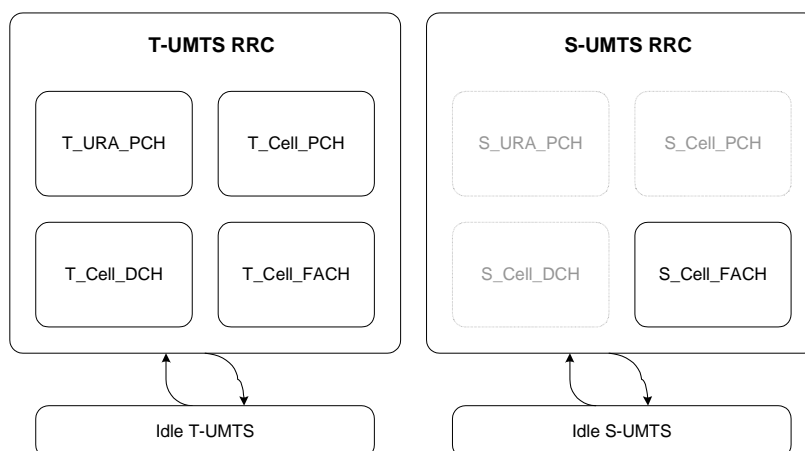 T-UMTS RRC
T_URA_PCH
T_Cell_PCH
T_Cell_DCH
T_Cell_FACH
Idle T-UMTS
S-UMTS RRC
S_URA_PCH
S_Cell_PCH
S_Cell_DCH
S_Cell_FACH
Idle S-UMTS